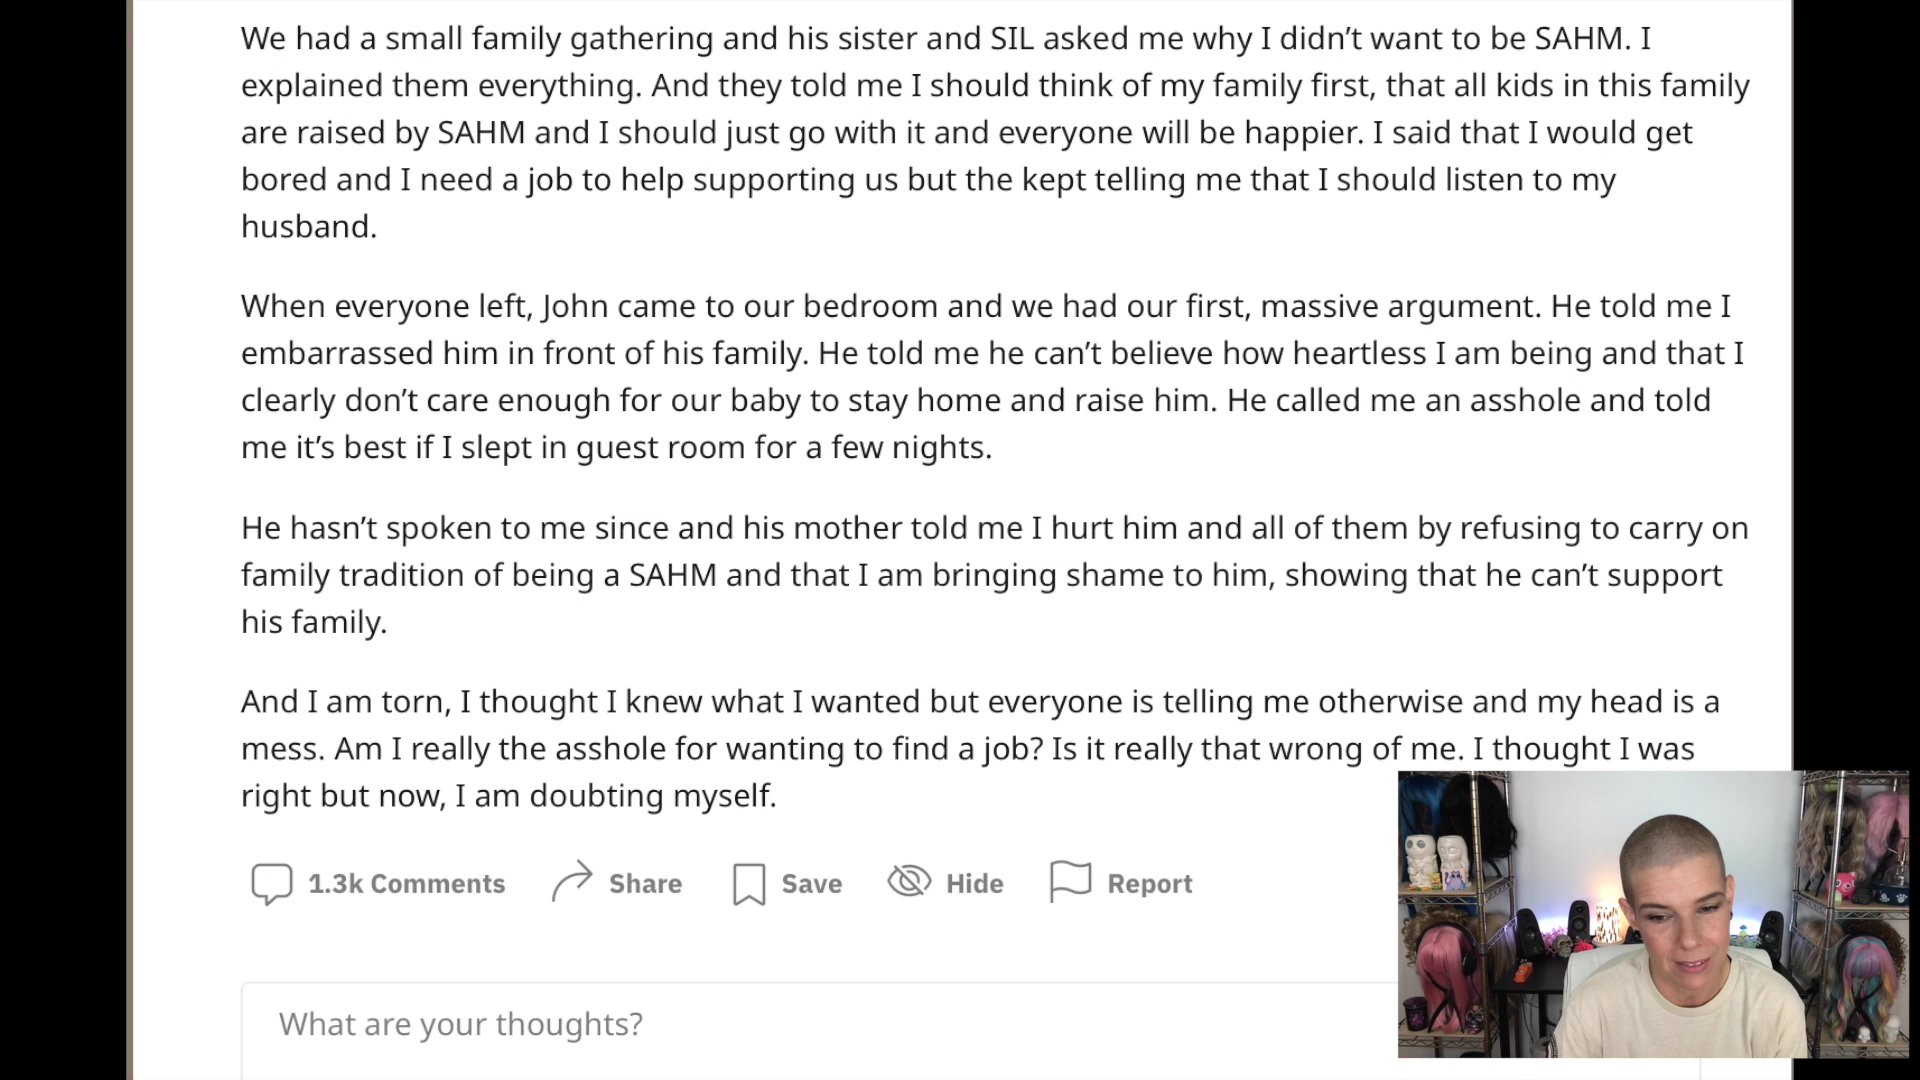 We had a small family gathering and his sister and SIL asked me why I didn’t want to be SAHM. I
explained them everything. And they told me I should think of my family first, that all kids in this family
are raised by SAHM and I should just go with it and everyone will be happier. I said that I would get
bored and I need a job to help supporting us but the kept telling me that I should listen to my
husband.
When everyone left, John came to our bedroom and we had our first, massive argument. He told me I
embarrassed him in front of his family. He told me he can’t believe how heartless I am being and that I
clearly don’t care enough for our baby to stay home and raise him. He called me an asshole and told
me it’s best if I slept in guest room for a few nights.
He hasn’t spoken to me since and his mother told me I hurt him and all of them by refusing to carry on
family tradition of being a SAHM and that I am bringing shame to him, showing that he can’t support
his family.
And I am torn, I thought I knew what I wanted but everyone is telling me otherwise and my head is a
mess. Am I really the asshole for wanting to find a job? Is it really that wrong of me. I thought I was
right but now, I am doubting myself.
1.3k Comments Share Save Hide Report
What are your thoughts?